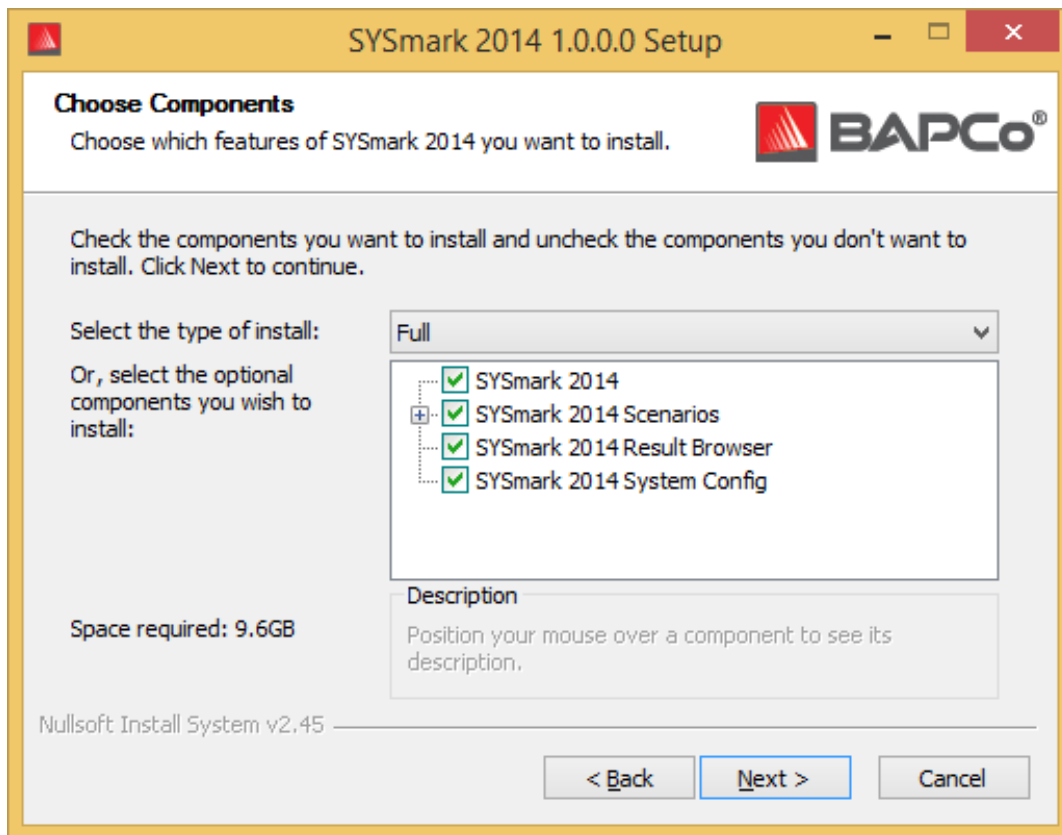 SYSmark 2014 1.0.0.0 Setup
Choose Components
Choose which features of SYSmark 2014 you want to install.
BAPCo®
Check the components you want to install and uncheck the components you don't want to
install. Click Next to continue.
Select the type of install:
Full
Or, select the optional
components you wish to
install:
SYSmark 2014
SYSmark 2014 Scenarios
SYSmark 2014 Result Browser
SYSmark 2014 System Config
Space required: 9.6GB
Description
Position your mouse over a component to see its
description.
Nullsoft Install System v2.45
< Back
Next >
Cancel